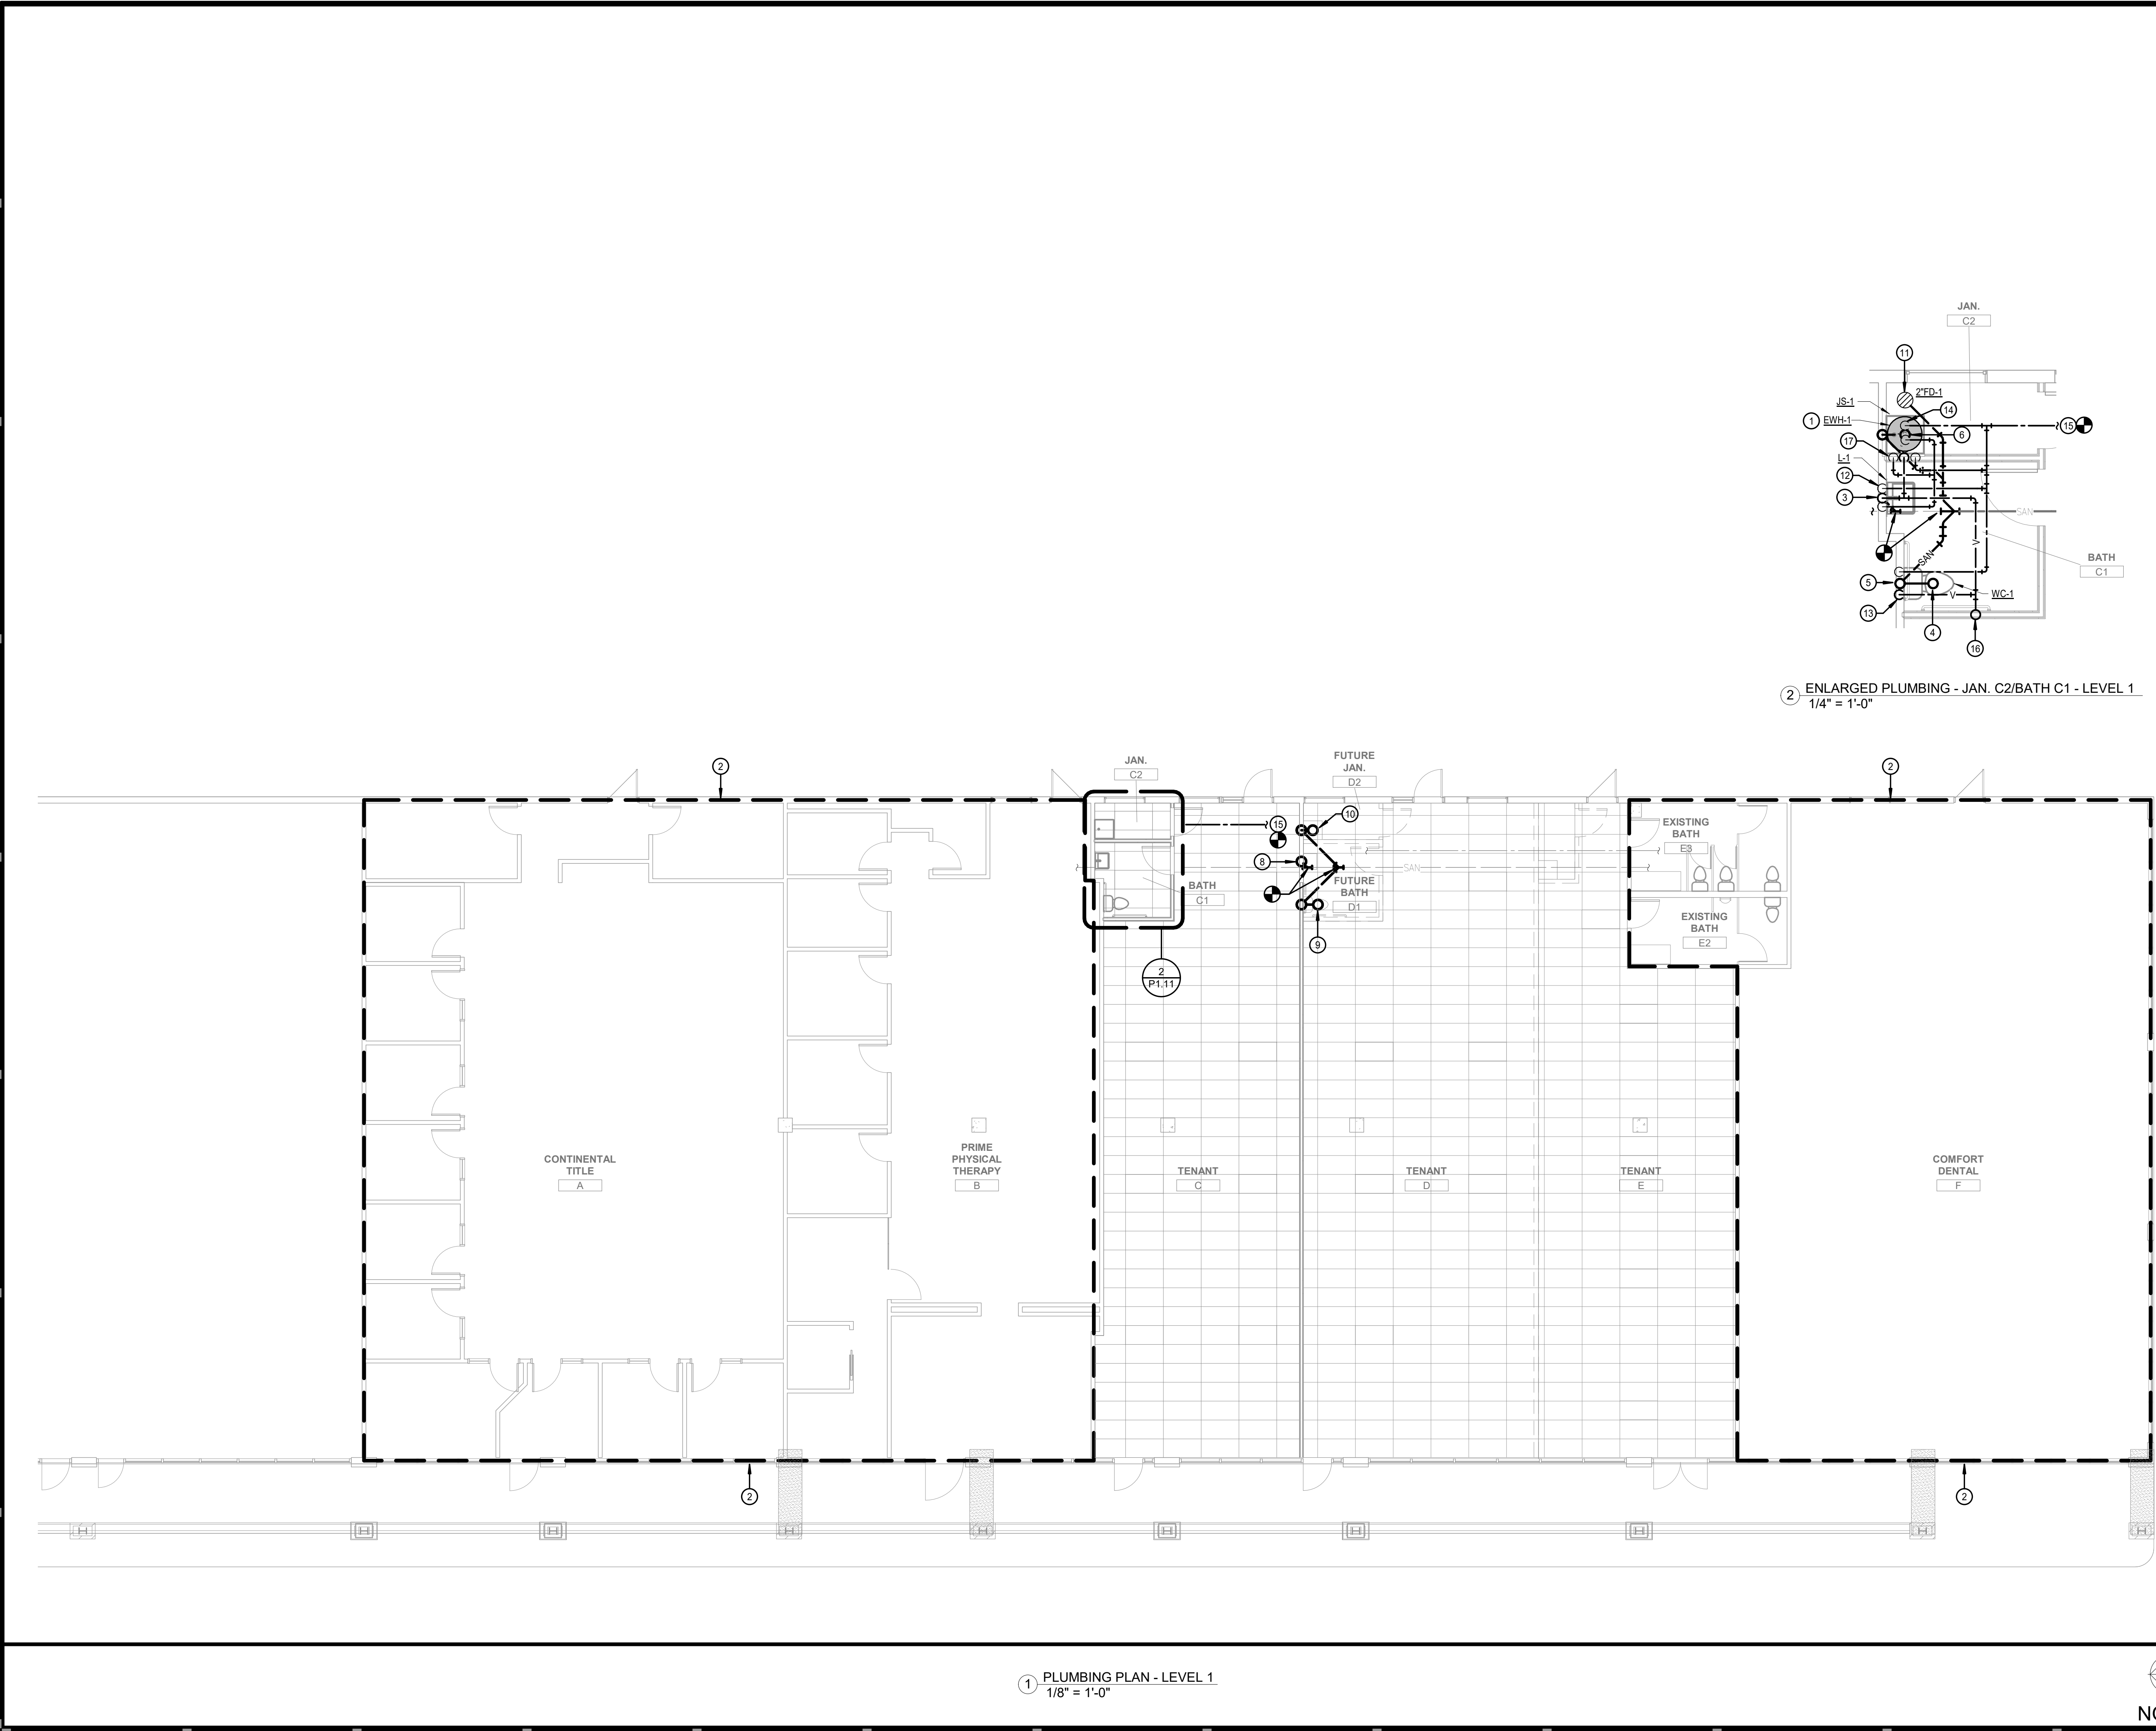 JAN.
C2
11
2"FD-1
JS-1
14
1
EWH-1
15
6
17
L-1
12
3
SAN
SAN
V
BATH
C1
5
V
WC-1
13
4
16
2
ENLARGED PLUMBING - JAN. C2/BATH C1 - LEVEL 1
1/4" = 1'-0"
2
JAN.
C2
FUTURE
JAN.
D2
2
10
15
EXISTING
BATH
E3
8
SAN
BATH
C1
FUTURE
BATH
D1
EXISTING
BATH
E2
9
2
P1.11
CONTINENTAL
TITLE
A
PRIME
PHYSICAL
THERAPY
B
TENANT
C
TENANT
D
TENANT
E
COMFORT
DENTAL
F
2
2
1
PLUMBING PLAN - LEVEL 1
1/8" = 1'-0"